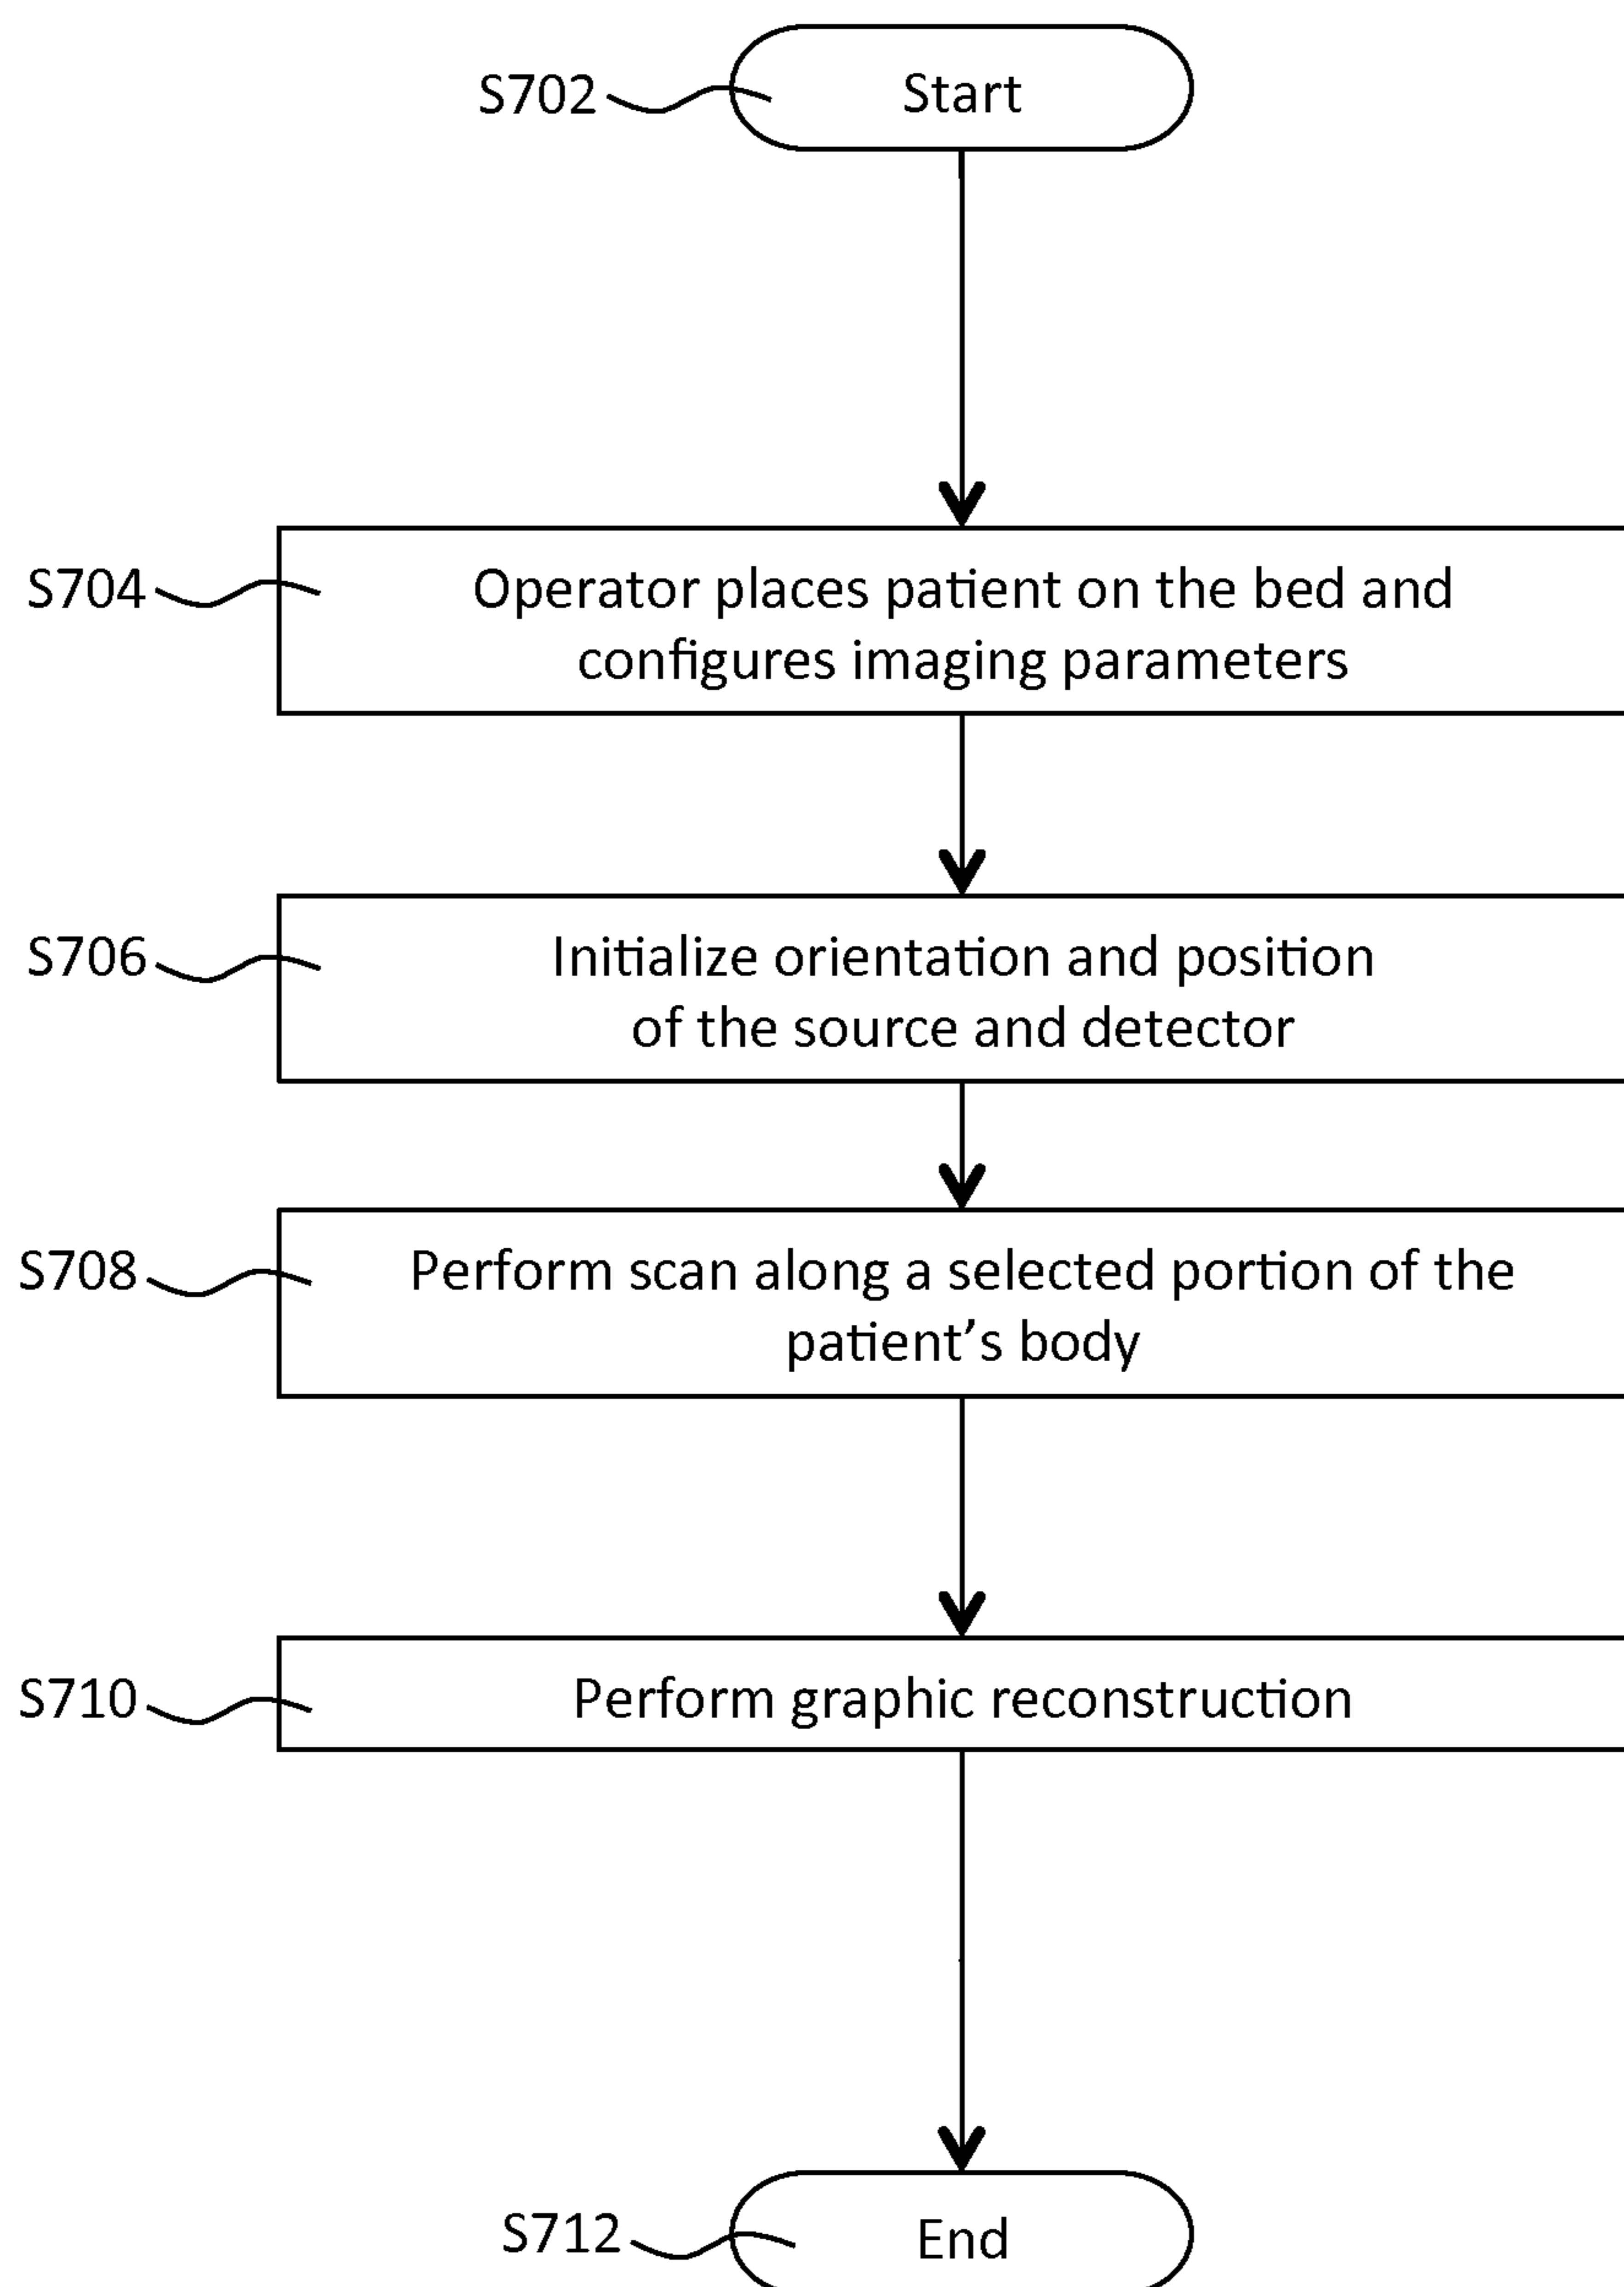 S702
Start
S704
Operator places patient on the bed and
configures imaging parameters
S706
Initialize orientation and position
of the source and detector
S708
Perform scan along a selected portion of the
patient’s body
S710
Perform graphic reconstruction
S712
End